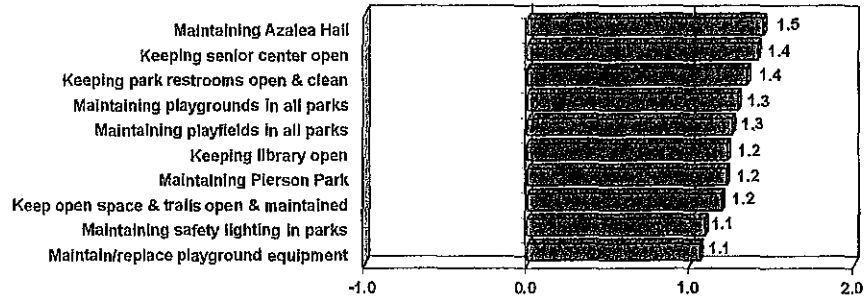 Maintaining Azalea Hall 1.5
Keeping senior center open 1.4
Keeping park restrooms open & clean 1.4
Maintaining playgrounds in all parks 1.3
Maintaining playfields in all parks 1.3
Keeping library open 1.2
Maintaining Pierson Park 1.2
Keep open space & trails open & maintained 1.2
Maintaining safety lighting in parks 1.1
Maintain/replace playground equipment 1.1
-1.0 0.0 1.0 2.0